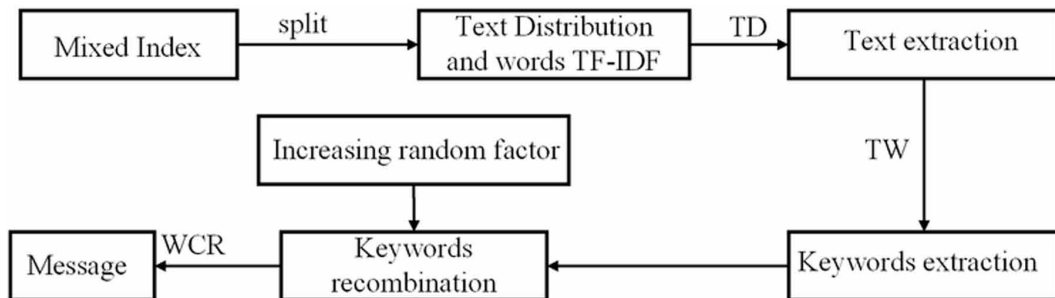 Mixed Index
split
Text Distribution
and words TF-IDF
TD
Text extraction
TW
Increasing random factor
Keywords extraction
Keywords
recombination
WCR
Message